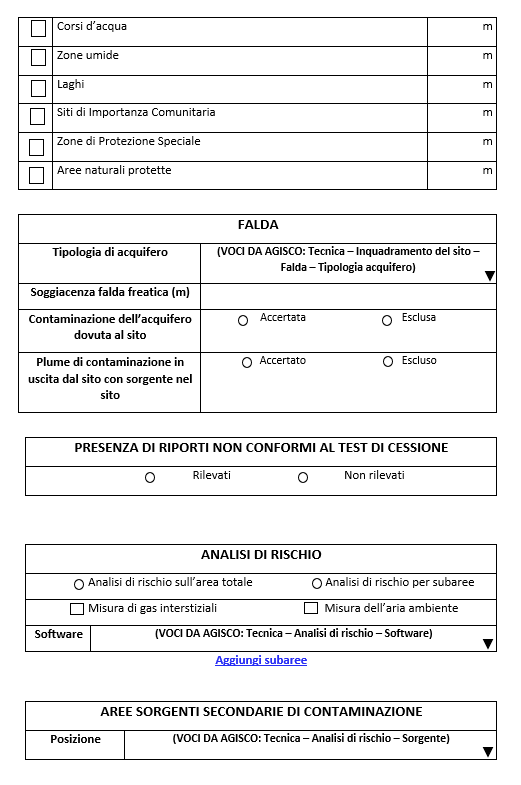 Corsi d'acqua m
Zone umide m
Laghi m
Siti di Importanza Comunitaria m
Zone di Protezione Speciale m
Aree naturali protette m
FALDA
Tipologia di acquifero
(VOCI DA AGISCO: Tecnica – Inquadramento del sito –
Falda – Tipologia acquifero)
Soggiacenza falda freatica (m)
Contaminazione dell'acquifero
dovuta al sito
Accertata Esclusa
Plume di contaminazione in
uscita dal sito con sorgente nel
sito
Accertato Escluso
PRESENZA DI RIPORTI NON CONFORMI AL TEST DI CESSIONE
Rilevati Non rilevati
ANALISI DI RISCHIO
Analisi di rischio sull'area totale Analisi di rischio per subaree
Misura di gas interstiziali Misura dell'aria ambiente
Software (VOCI DA AGISCO: Tecnica – Analisi di rischio – Software)
Aggiungi subaree
AREE SORGENTI SECONDARIE DI CONTAMINAZIONE
Posizione (VOCI DA AGISCO: Tecnica – Analisi di rischio – Sorgente)